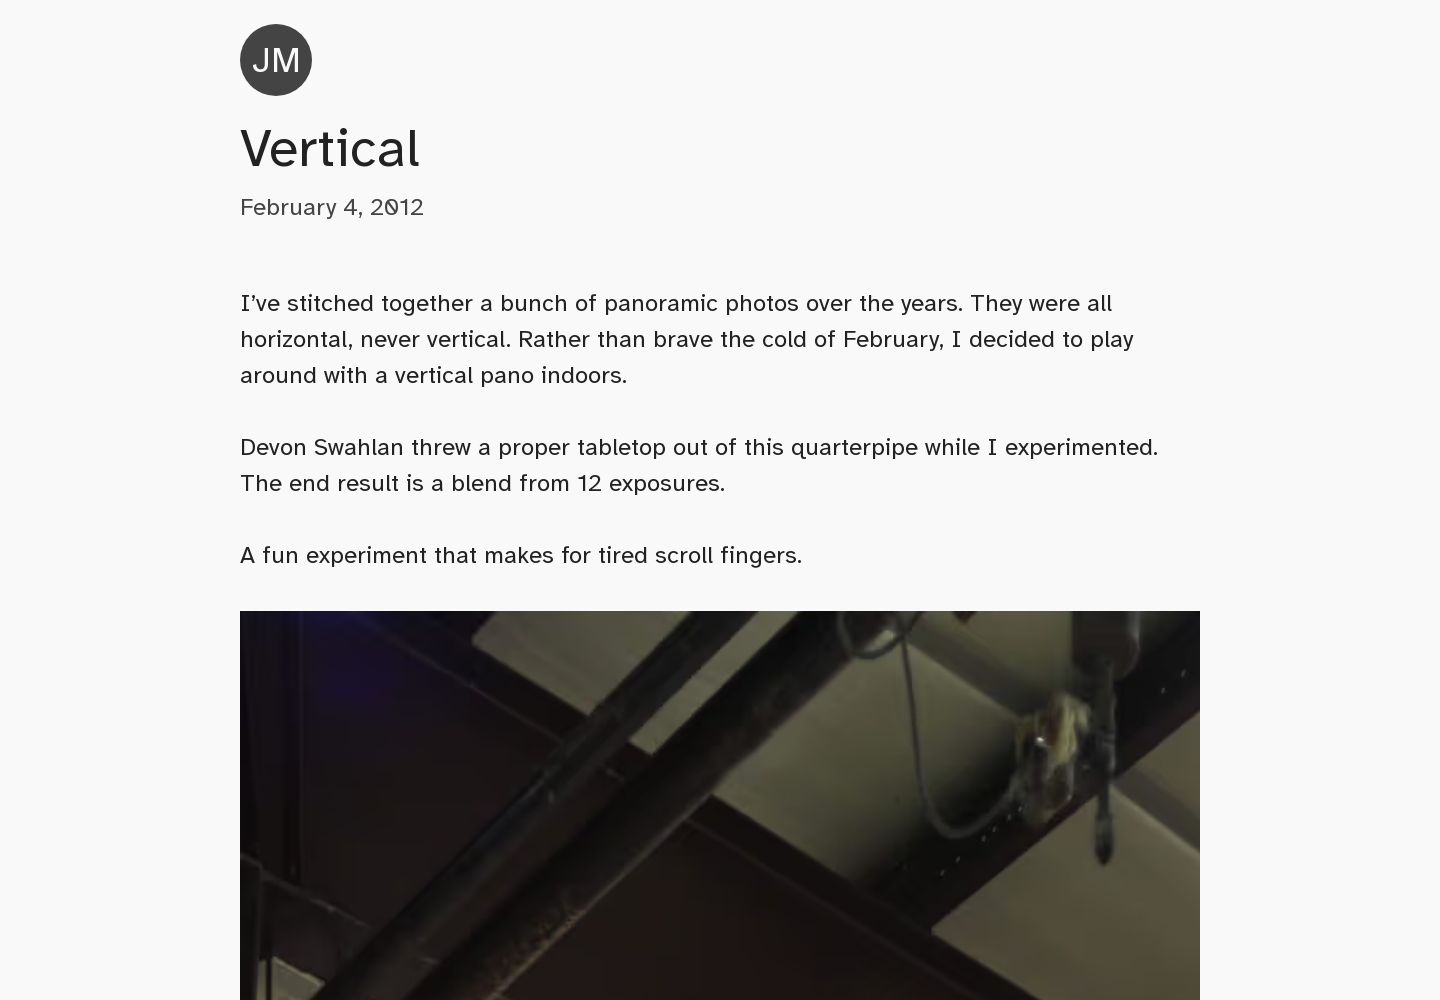 JM
Vertical
February 4, 2012
I’ve stitched together a bunch of panoramic photos over the years. They were all
horizontal, never vertical. Rather than brave the cold of February, I decided to play
around with a vertical pano indoors.
Devon Swahlan threw a proper tabletop out of this quarterpipe while I experimented.
The end result is a blend from 12 exposures.
A fun experiment that makes for tired scroll fingers.